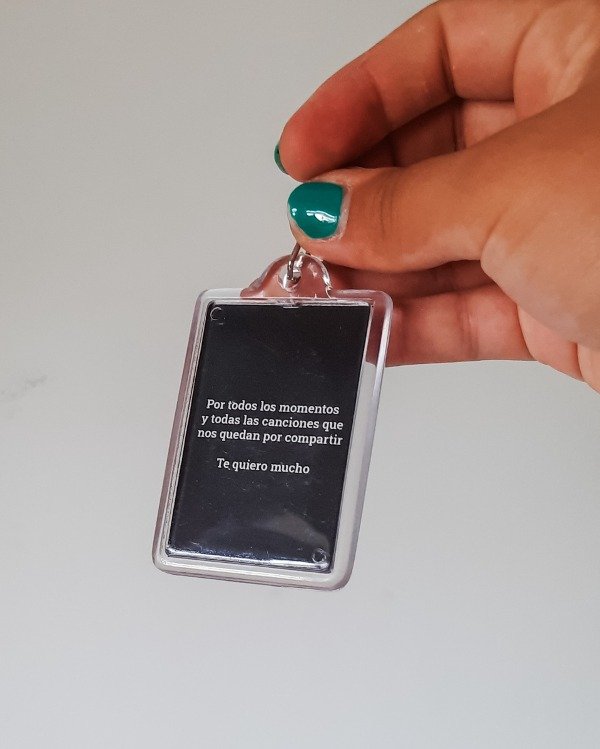 Por todos los momentos
y todas las canciones que
nos quedan por compartir
Te quiero mucho